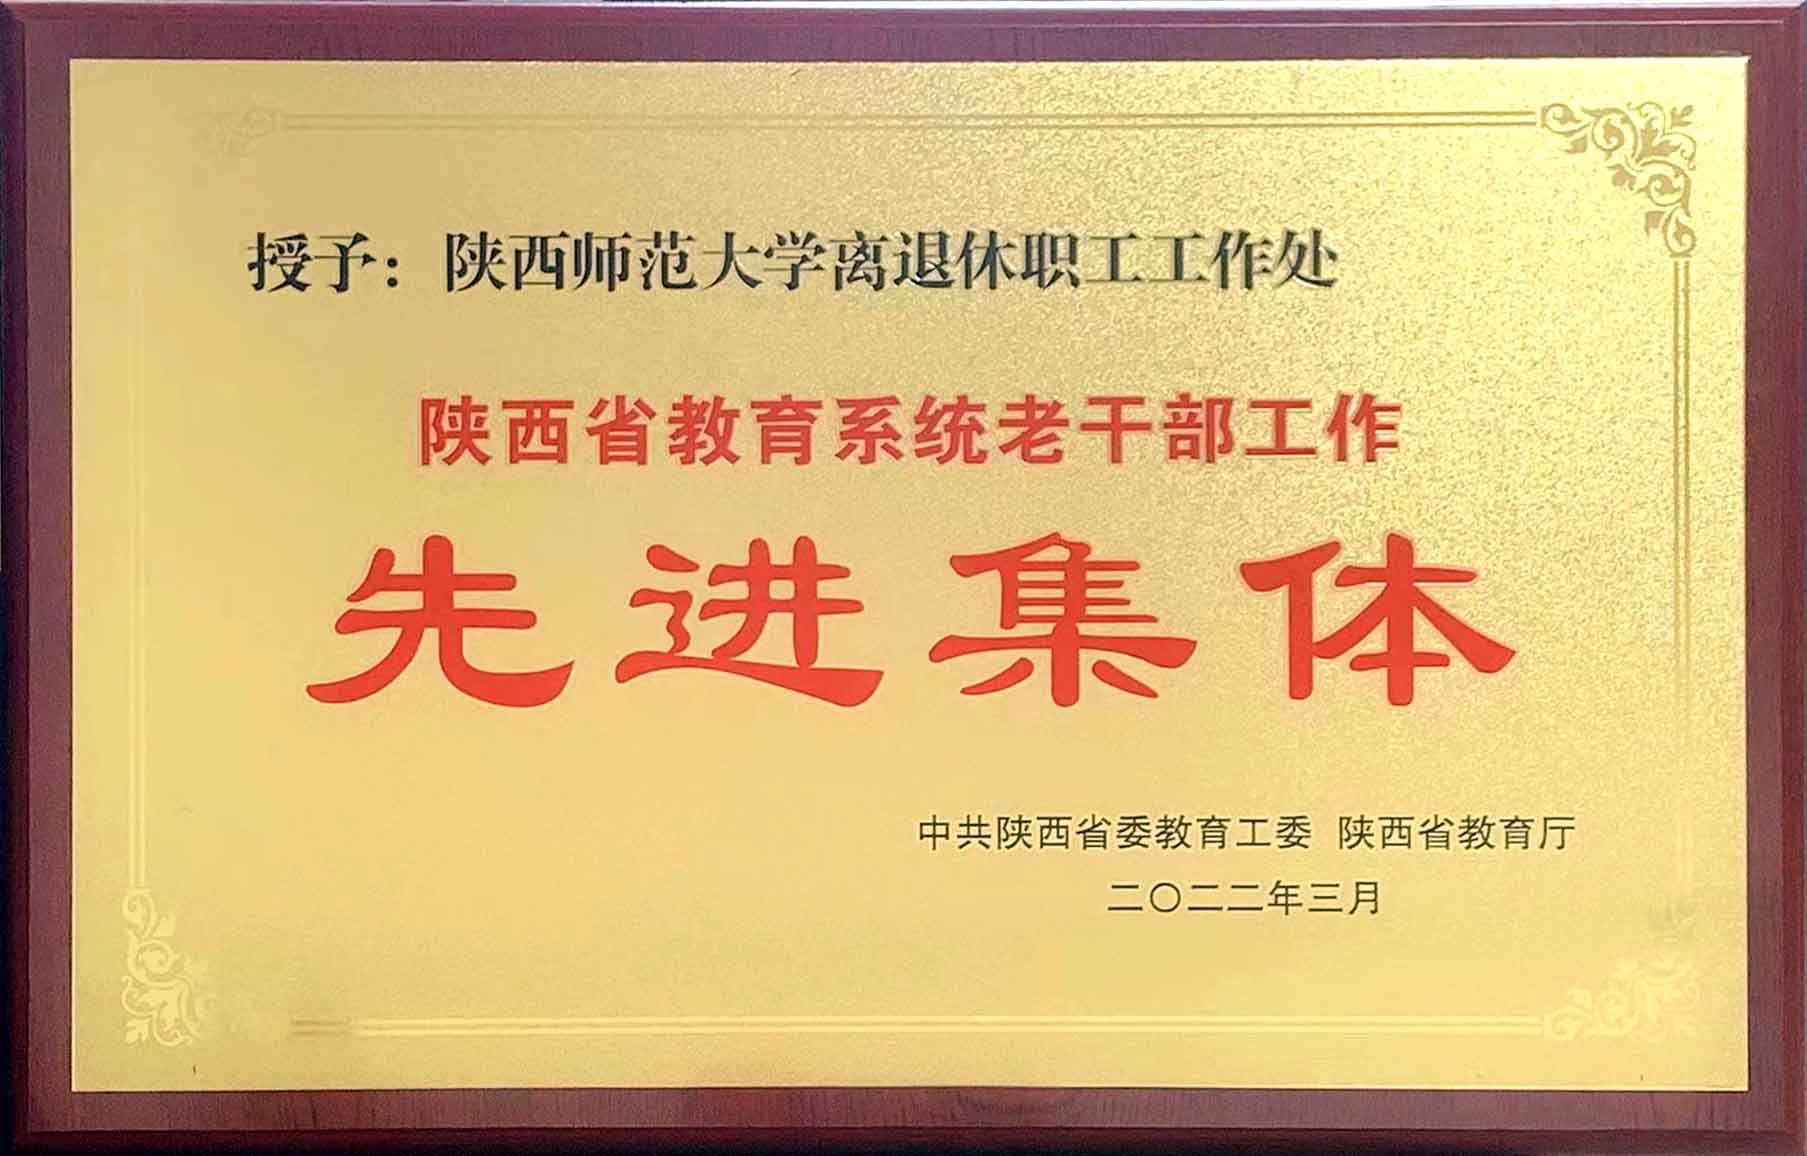 授予：陕西师范大学离退休职工工作处
陕西省教育系统老干部工作
先进集体
中共陕西省委教育工委 陕西省教育厅
二〇二二年三月